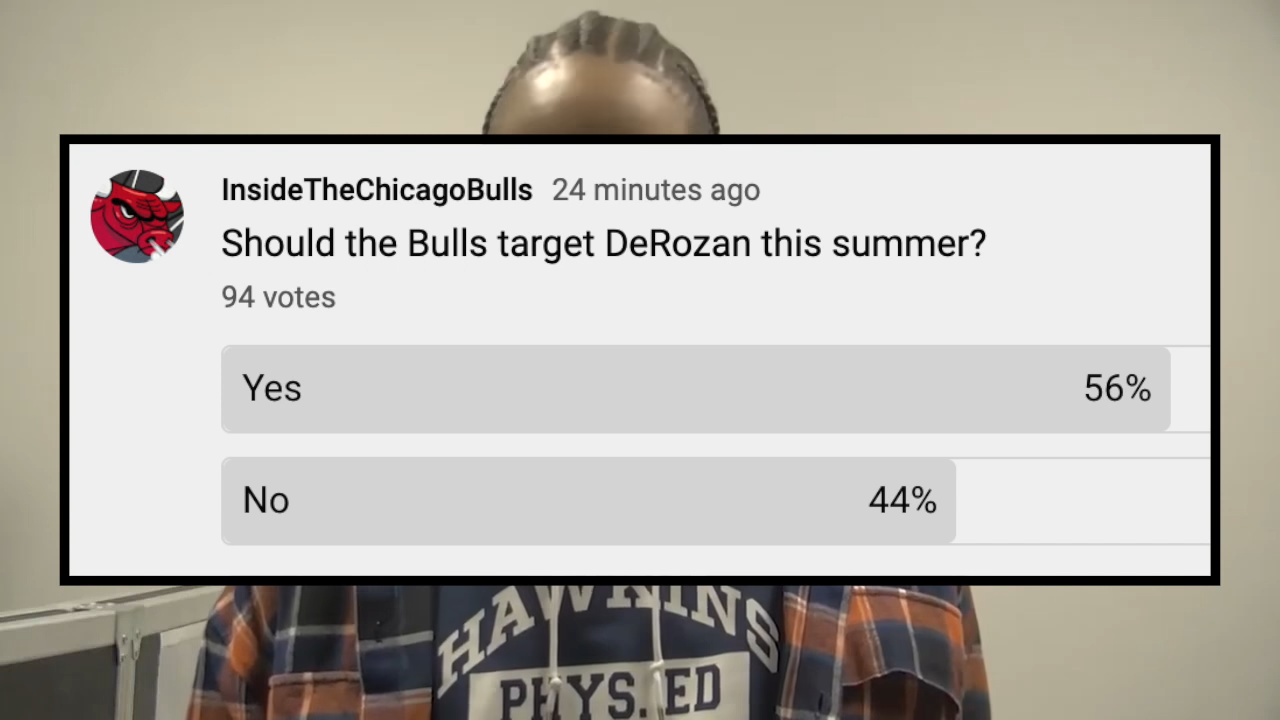 InsideTheChicagoBulls 24 minutes ago
Should the Bulls target DeRozan this summer?
94 votes
Yes 56%
No 44%
HAWKINS
PHYS. ED